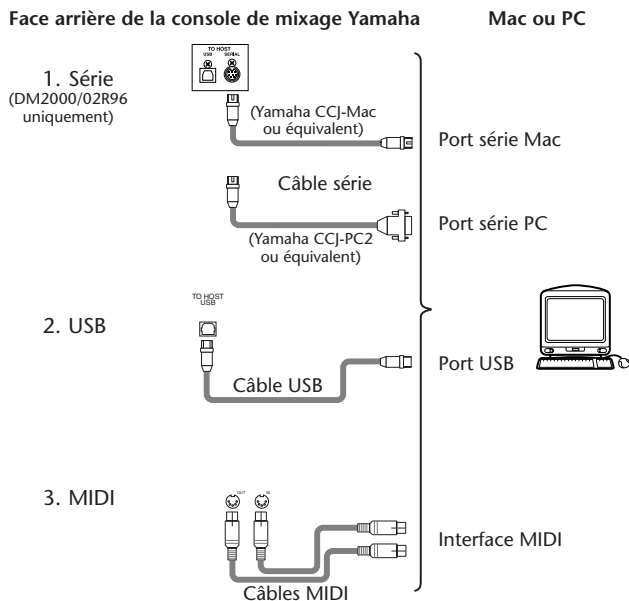 Face arrière de la console de mixage Yamaha
Mac ou PC
TO HOST
USB SERIAL
1. Série
(DM2000/02R96
uniquement)
(Yamaha CCJ-Mac
ou équivalent)
Port série Mac
Câble série
(Yamaha CCJ-PC2
ou équivalent)
Port série PC
TO HOST
USB
2. USB
Câble USB
Port USB
3. MIDI
OUT IN
Interface MIDI
Câbles MIDI